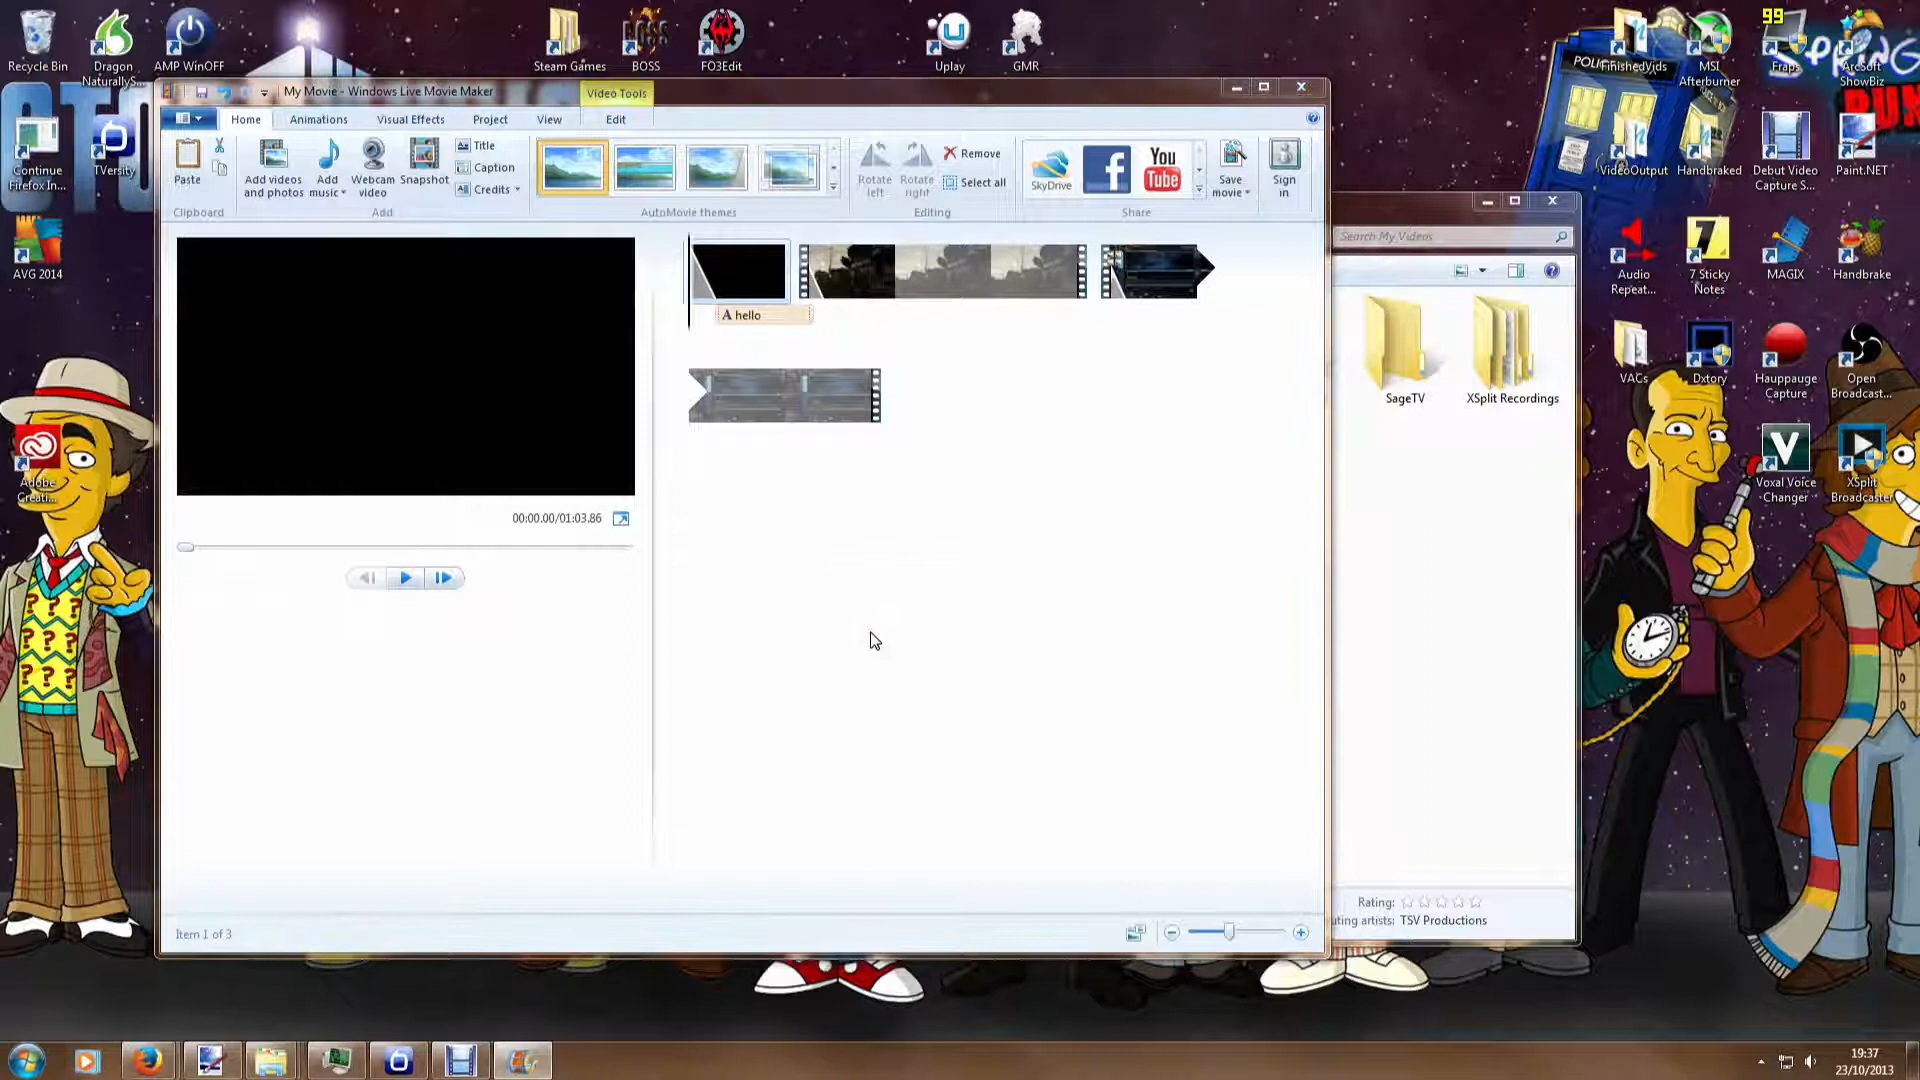 Recycle Bin
Dragon
NaturallyS...
AMP WinOFF
Steam Games
BOSS
FO3Edit
Uplay
GMR
FinishedVids
MSI
Afterburner
99
Fraps
ArcSoft
ShowBiz
Continue
Firefox In...
TVersity
AVG 2014
Adobe
Creati...
VideoOutput
Handbraked
Debut Video
Capture S...
Paint.NET
Audio
Repeat...
7 Sticky
Notes
MAGIX
Handbrake
VACs
Dxtory
Hauppauge
Capture
Open
Broadcast...
Voxal Voice
Changer
XSplit
Broadcaster
My Movie - Windows Live Movie Maker
Video Tools
Home
Animations
Visual Effects
Project
View
Edit
Paste
Add videos
and photos
Add
music
Webcam
video
Snapshot
Title
Caption
Credits
Rotate
left
Rotate
right
Remove
Select all
SkyDrive
You
Tube
Save
movie
Sign
in
Clipboard
Add
AutoMovie themes
Editing
Share
A hello
00:00.00/01:03.86
Item 1 of 3
Search My Videos
SageTV
XSplit Recordings
Rating:
artists: TSV Productions
19:37
23/10/2013